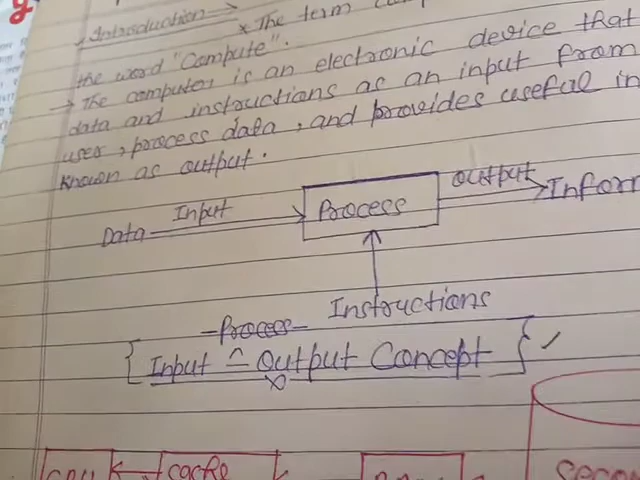 Introduction
× The term
the word "Compute".
→ The computer, is an electronic device that
data and instructions as an input from
user, process data, and provides useful in
known as output.
Data Input Process Output Infor
Instructions
Process
{ Input ^ Output Concept } ✓
CPU cache
Secon